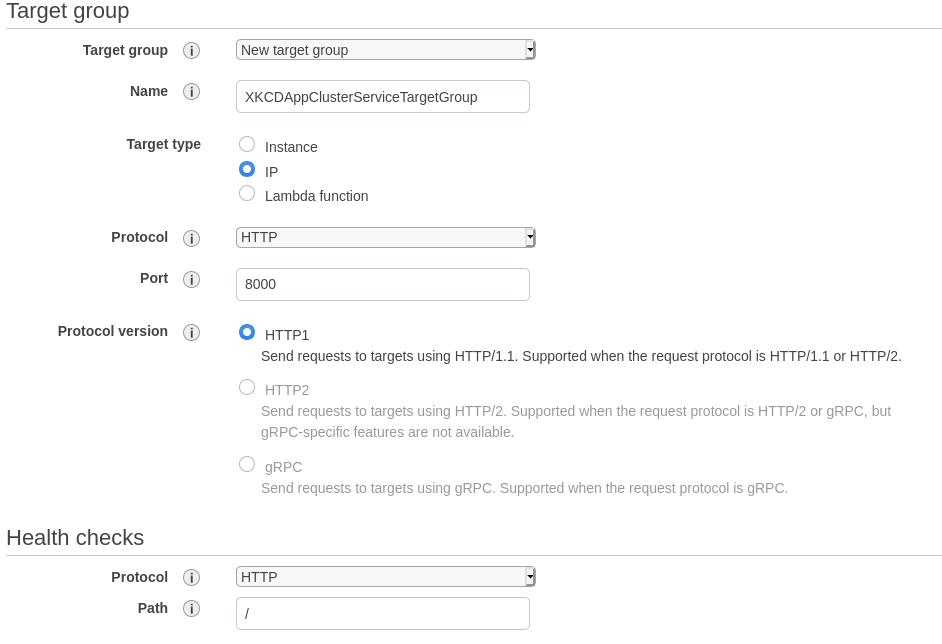 Target group
Target group i New target group
Name i XKCDAppClusterServiceTargetGroup
Target type Instance
IP
Lambda function
Protocol i HTTP
Port i 8000
Protocol version i HTTP1
Send requests to targets using HTTP/1.1. Supported when the request protocol is HTTP/1.1 or HTTP/2.
HTTP2
Send requests to targets using HTTP/2. Supported when the request protocol is HTTP/2 or gRPC, but
gRPC-specific features are not available.
gRPC
Send requests to targets using gRPC. Supported when the request protocol is gRPC.
Health checks
Protocol i HTTP
Path i /